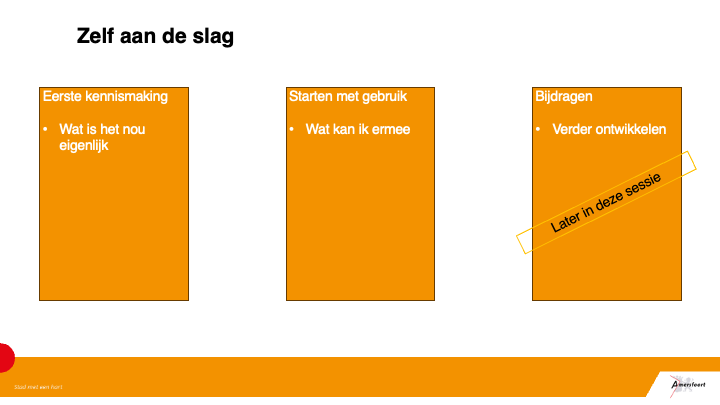 Zelf aan de slag
Eerste kennismaking
• Wat is het nou
eigenlijk
Starten met gebruik
• Wat kan ik ermee
Bijdragen
• Verder ontwikkelen
Later in deze sessie
Stad met een hart
Amersfoort